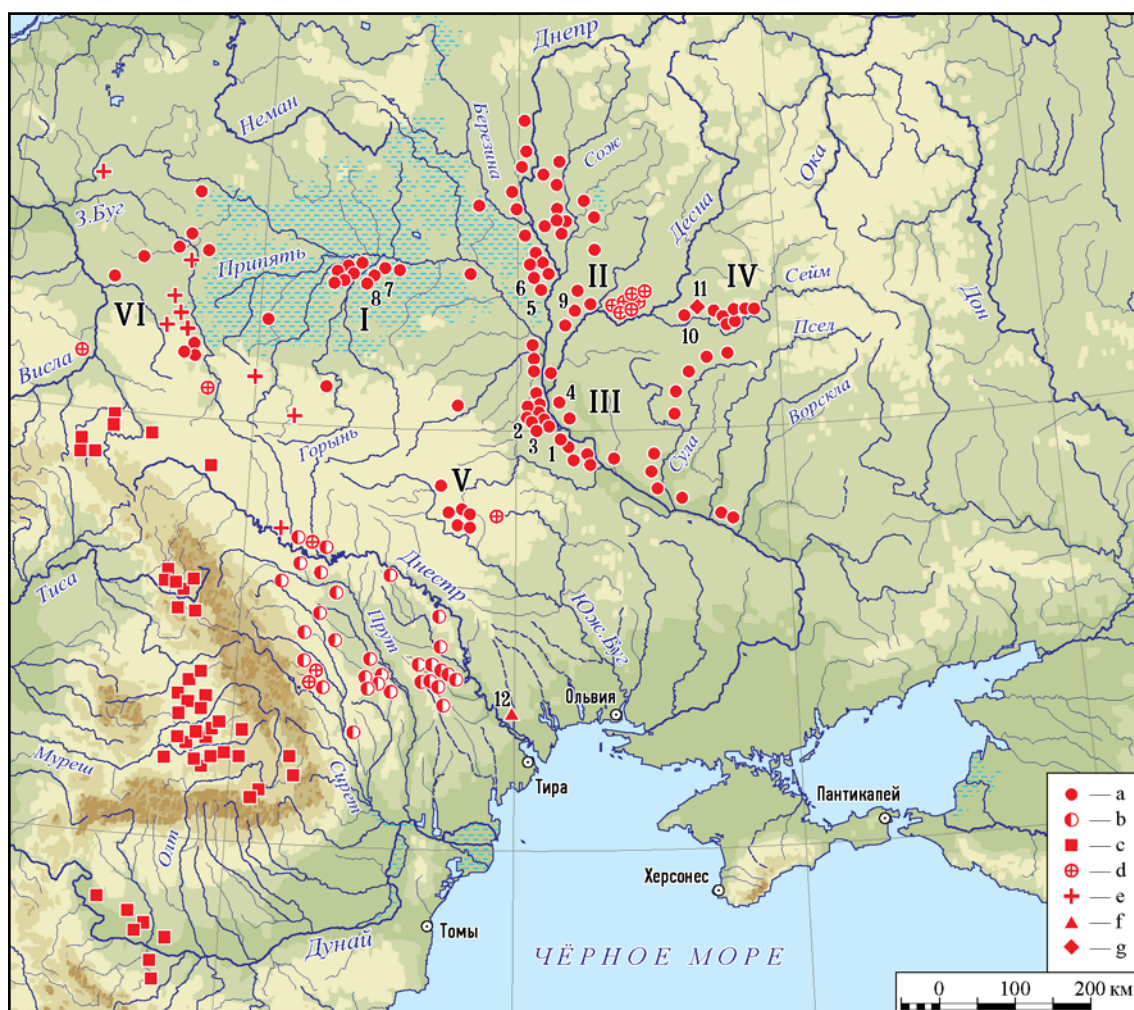 Днепр
Неман
Березина
Сож
Ока
Десна
З.Буг
Припять
II
IV
Сейм
11
6
5
9
8
7
I
VI
10
Псел
Дон
Висла
4
III
Ворскла
2
3
1
Сула
Горынь
V
Днестр
Тиса
Прут
Юж.Буг
12
Ольвия
Муреш
Сирет
Тира
Пантикапей
Олт
Херсонес
Томы
Дунай
ЧЁРНОЕ МОРЕ
— a
— b
— c
— d
— e
— f
— g
0 100 200 км